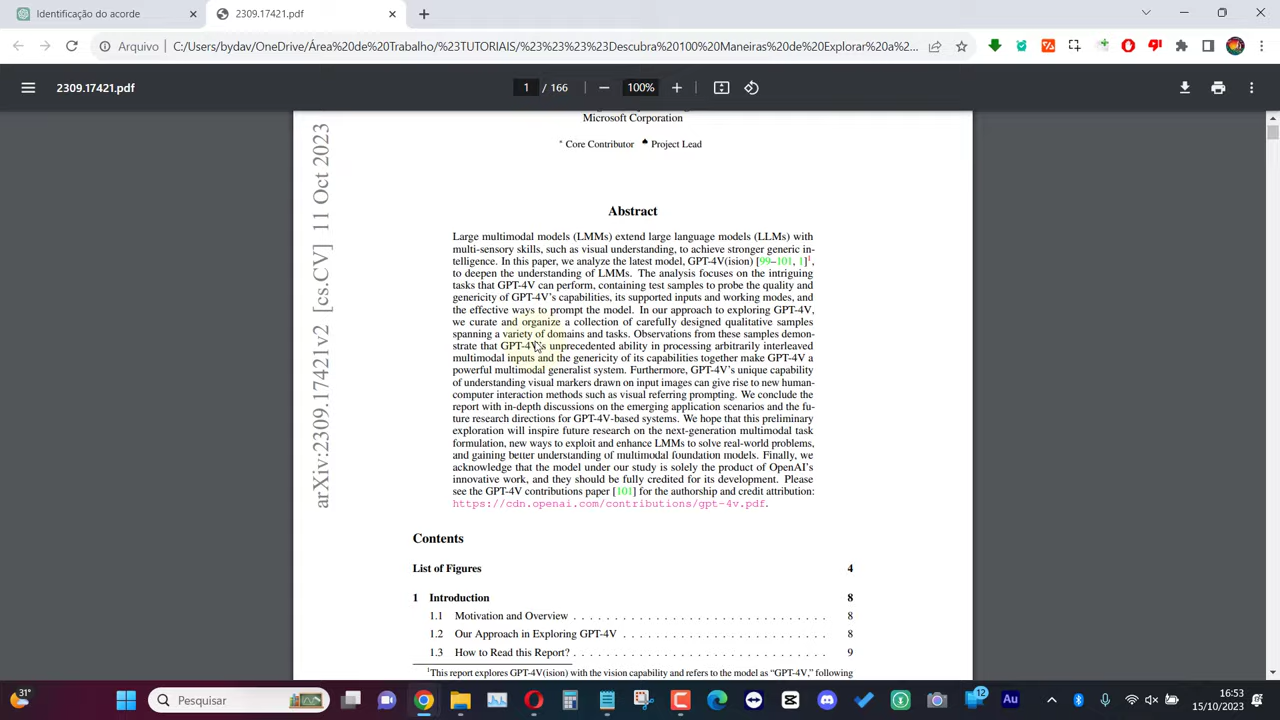 Identificação do acorde
2309.17421.pdf
Arquivo
C:/Users/bydav/OneDrive/Área%20de%20Trabalho/%23TUTORIAIS/%23%23%23%23Descubra%20100%20Maneiras%20de%20Explorar%20a%2...
2309.17421.pdf
1 / 166
100%
Microsoft Corporation
* Core Contributor ♠ Project Lead
arXiv:2309.17421v2 [cs.CV] 11 Oct 2023
Abstract
Large multimodal models (LMMs) extend large language models (LLMs) with
multi-sensory skills, such as visual understanding, to achieve stronger generic in-
telligence. In this paper, we analyze the latest model, GPT-4V(ision) [99–101, 1]¹,
to deepen the understanding of LMMs. The analysis focuses on the intriguing
tasks that GPT-4V can perform, containing test samples to probe the quality and
genericity of GPT-4V's capabilities, its supported inputs and working modes, and
the effective ways to prompt the model. In our approach to exploring GPT-4V,
we curate and organize a collection of carefully designed qualitative samples
spanning a variety of domains and tasks. Observations from these samples demon-
strate that GPT-4V's unprecedented ability in processing arbitrarily interleaved
multimodal inputs and the genericity of its capabilities together make GPT-4V a
powerful multimodal generalist system. Furthermore, GPT-4V's unique capability
of understanding visual markers drawn on input images can give rise to new human-
computer interaction methods such as visual referring prompting. We conclude the
report with in-depth discussions on the emerging application scenarios and the fu-
ture research directions for GPT-4V-based systems. We hope that this preliminary
exploration will inspire future research on the next-generation multimodal task
formulation, new ways to exploit and enhance LMMs to solve real-world problems,
and gaining better understanding of multimodal foundation models. Finally, we
acknowledge that the model under our study is solely the product of OpenAI's
innovative work, and they should be fully credited for its development. Please
see the GPT-4V contributions paper [101] for the authorship and credit attribution:
https://cdn.openai.com/contributions/gpt-4v.pdf.
Contents
List of Figures 4
1 Introduction 8
1.1 Motivation and Overview . . . . . . . . . . . . . . . . . . . . . . . . . . . . 8
1.2 Our Approach in Exploring GPT-4V . . . . . . . . . . . . . . . . . . . . . . . 8
1.3 How to Read this Report? . . . . . . . . . . . . . . . . . . . . . . . . . . . . 9
¹This report explores GPT-4V(ision) with the vision capability and refers to the model as “GPT-4V,” following
31°
Pesquisar
12
Au
16:53
15/10/2023